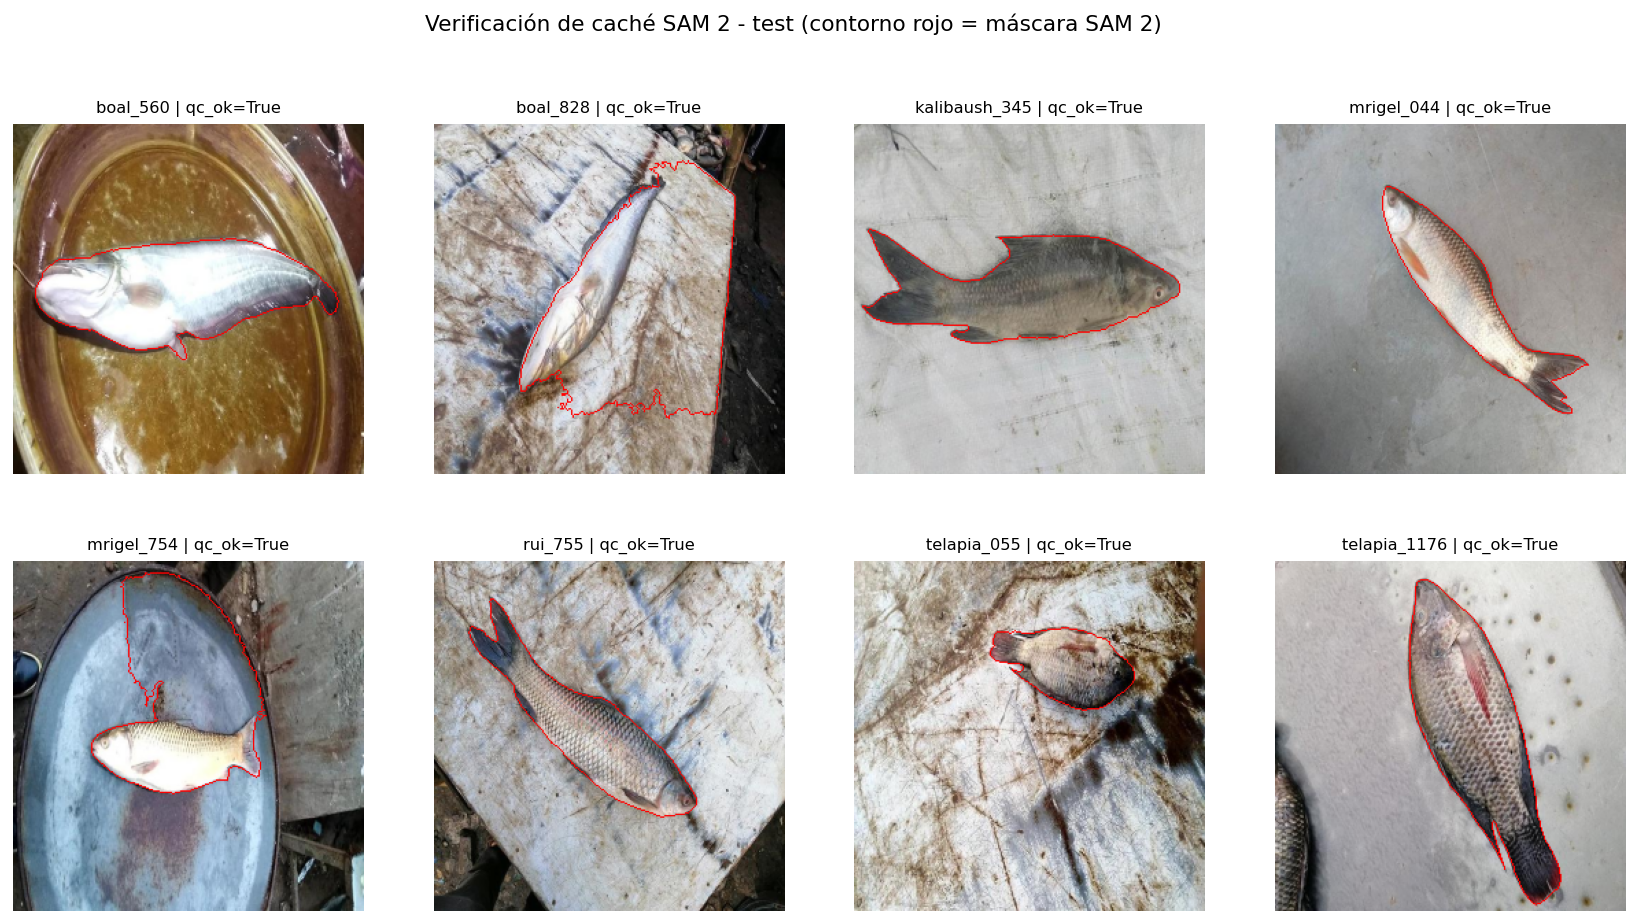 Verificación de caché SAM 2 - test (contorno rojo = máscara SAM 2)
boal_560 | qc_ok=True
boal_828 | qc_ok=True
kalibaush_345 | qc_ok=True
mrigel_044 | qc_ok=True
mrigel_754 | qc_ok=True
rui_755 | qc_ok=True
telapia_055 | qc_ok=True
telapia_1176 | qc_ok=True